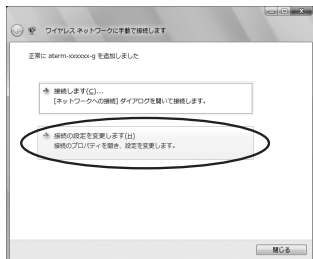 ワイヤレス ネットワークに手動で接続します
正常に aterm-xxxxxx-g を追加しました
接続します(C)...
[ネットワークへの接続] ダイアログを開いて接続します。
接続の設定を変更します(H)
接続のプロパティを開き、設定を変更します。
閉じる